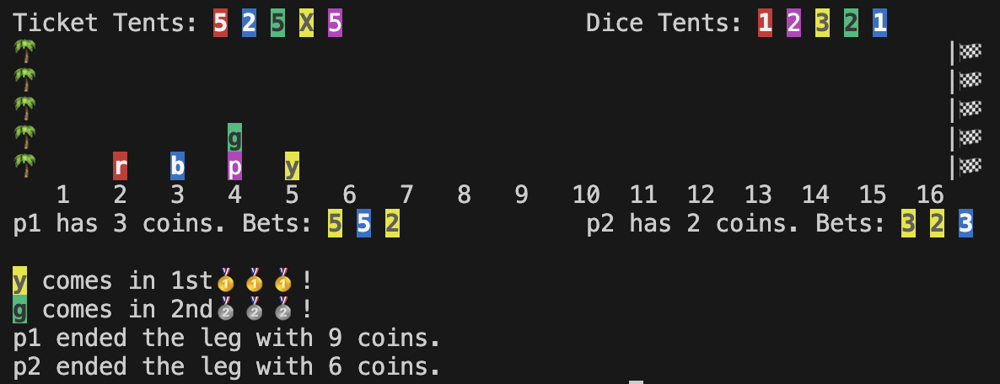 Ticket Tents: 5 2 5 X 5 Dice Tents: 1 2 3 2 1
🌴 |🏁
🌴 |🏁
🌴 |🏁
🌴 g |🏁
🌴 r b p y |🏁
1 2 3 4 5 6 7 8 9 10 11 12 13 14 15 16
p1 has 3 coins. Bets: 5 5 2 p2 has 2 coins. Bets: 3 2 3
y comes in 1st🥇🥇🥇!
g comes in 2nd🥈🥈🥈!
p1 ended the leg with 9 coins.
p2 ended the leg with 6 coins.